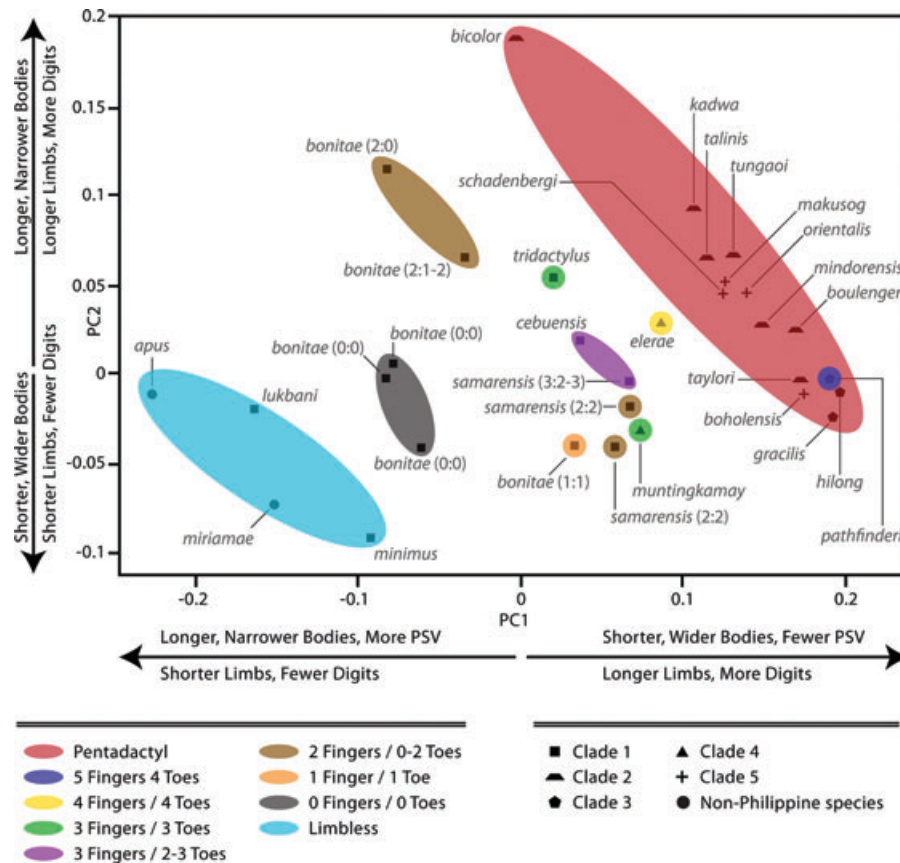 0.2
0.15
0.1
0.05
0
-0.05
-0.1
PC2
Longer, Narrower Bodies
Longer Limbs, More Digits
Shorter, Wider Bodies
Shorter Limbs, Fewer Digits
bicolor
kadwa
talinis
tungaoi
schadenbergi
makusog
orientalis
mindorensis
boulengeri
bonitae (2:0)
bonitae (2:1-2)
tridactylus
cebuensis
elerae
bonitae (0:0)
bonitae (0:0)
apus
lukbani
samarensis (3:2-3)
taylori
samarensis (2:2)
boholensis
bonitae (0:0)
gracilis
bonitae (1:1)
hilong
muntingkamay
samarensis (2:2)
miriamae
minimus
pathfinderi
-0.2
-0.1
0
0.1
0.2
PC1
Longer, Narrower Bodies, More PSV
Shorter, Wider Bodies, Fewer PSV
Shorter Limbs, Fewer Digits
Longer Limbs, More Digits
Pentadactyl
5 Fingers 4 Toes
4 Fingers / 4 Toes
3 Fingers / 3 Toes
3 Fingers / 2-3 Toes
2 Fingers / 0-2 Toes
1 Finger / 1 Toe
0 Fingers / 0 Toes
Limbless
Clade 1
Clade 2
Clade 3
Clade 4
Clade 5
Non-Philippine species